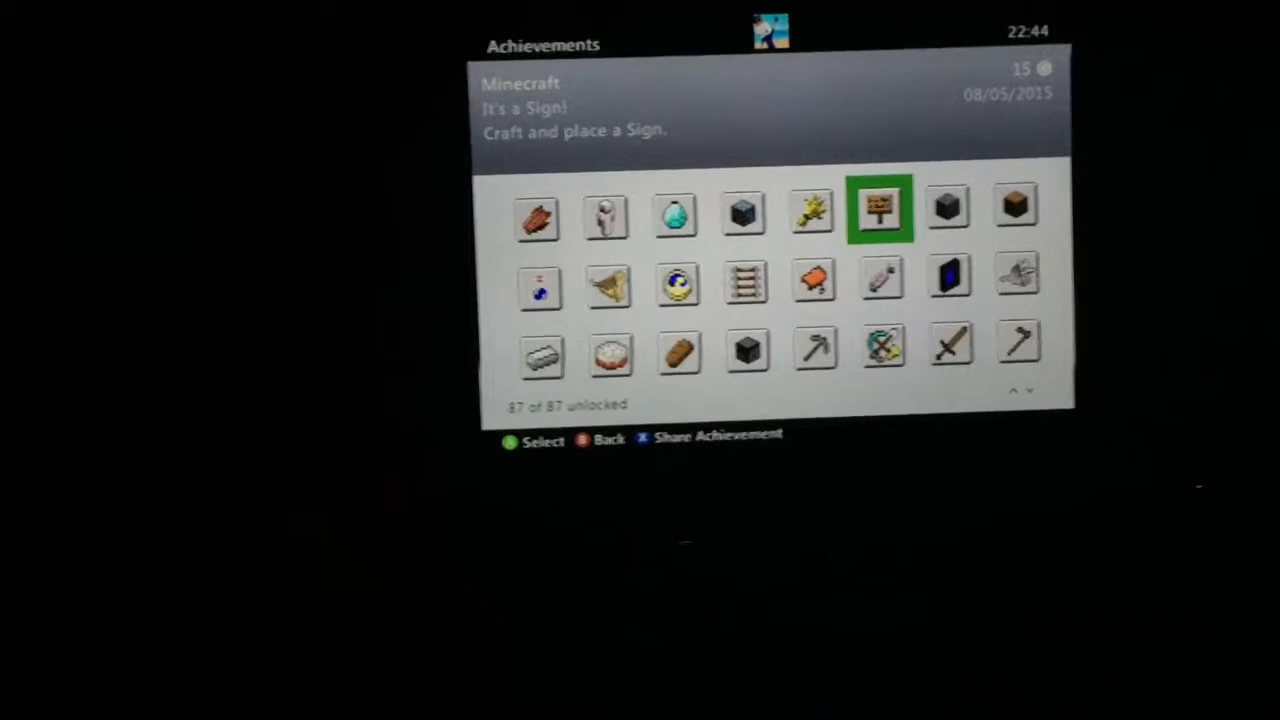 Achievements
22:44
Minecraft
15 G
It's a Sign!
08/05/2015
Craft and place a Sign.
87 of 87 unlocked
A Select B Back X Share Achievement